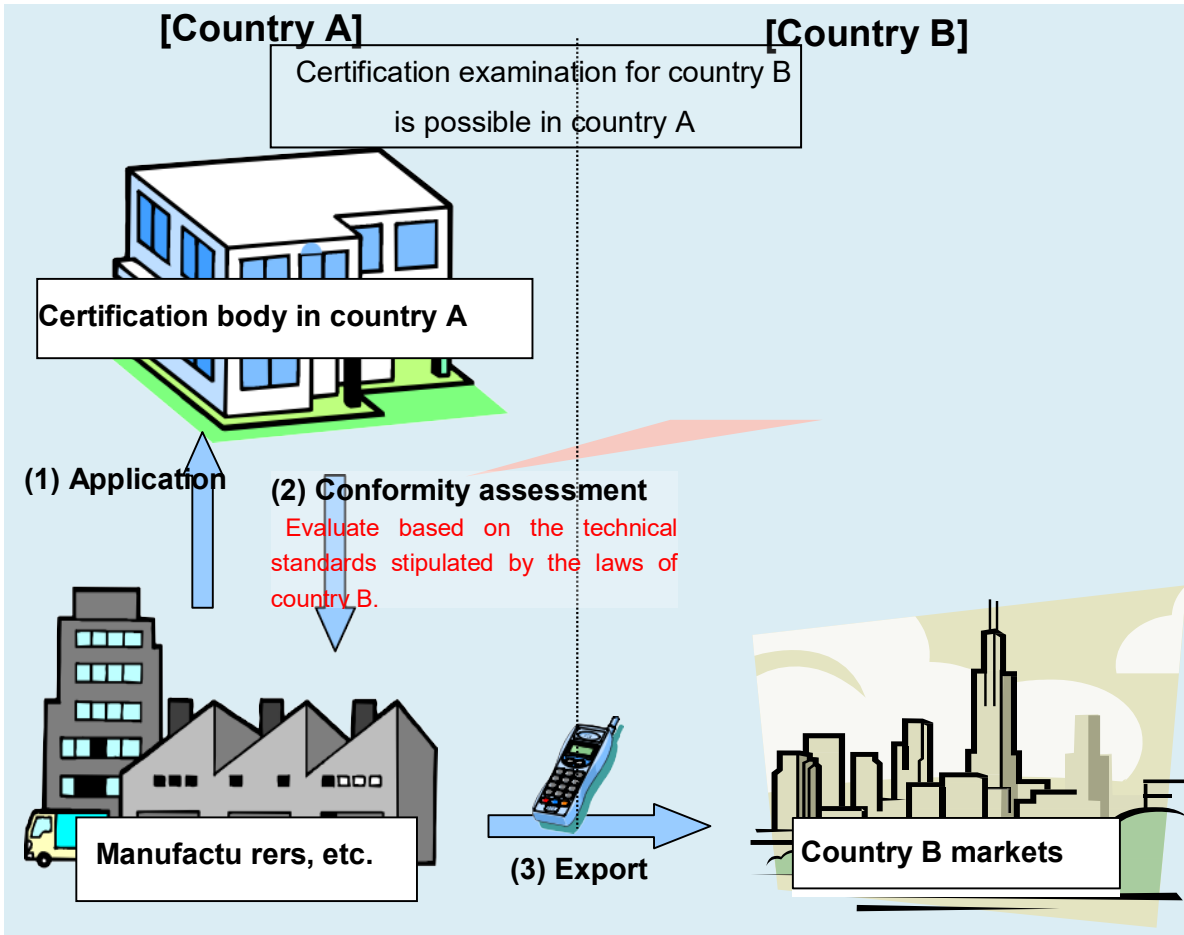 [Country A]
[Country B]
Certification examination for country B
is possible in country A
Certification body in country A
(1) Application
(2) Conformity assessment
Evaluate based on the technical
standards stipulated by the laws of
country B.
Manufactu rers, etc.
(3) Export
Country B markets